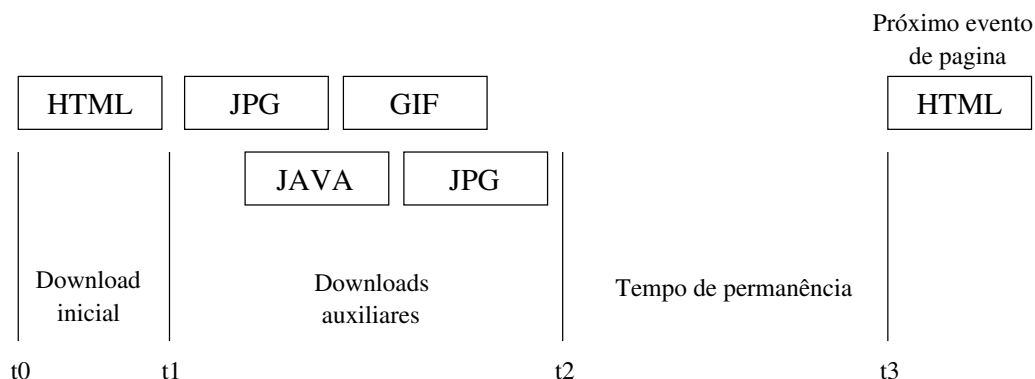 Próximo evento
de pagina
HTML
JPG
GIF
HTML
JAVA
JPG
Download
inicial
Downloads
auxiliares
Tempo de permanência
t0
t1
t2
t3